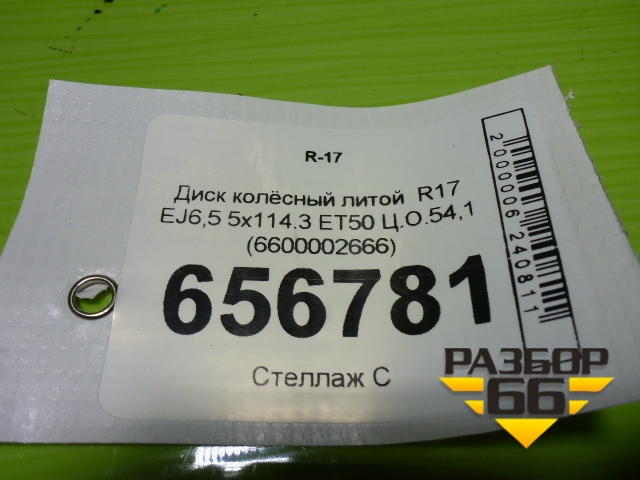 R-17
Диск колёсный литой R17
EJ6,5 5x114.3 ET50 Ц.О.54,1
(6600002666)
656781
Стеллаж С
2000006240811
РАЗБОР
66